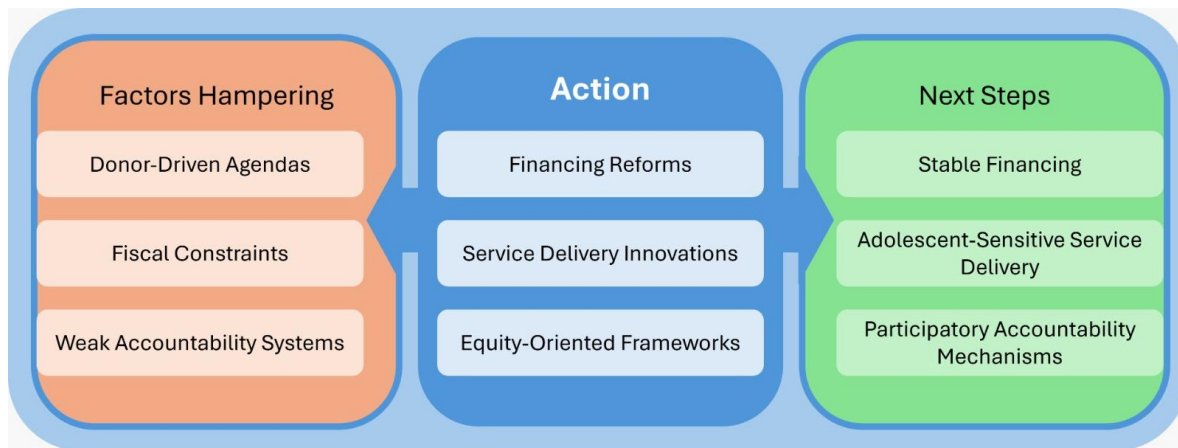 Factors Hampering
Donor-Driven Agendas
Fiscal Constraints
Weak Accountability Systems
Action
Financing Reforms
Service Delivery Innovations
Equity-Oriented Frameworks
Next Steps
Stable Financing
Adolescent-Sensitive Service
Delivery
Participatory Accountability
Mechanisms